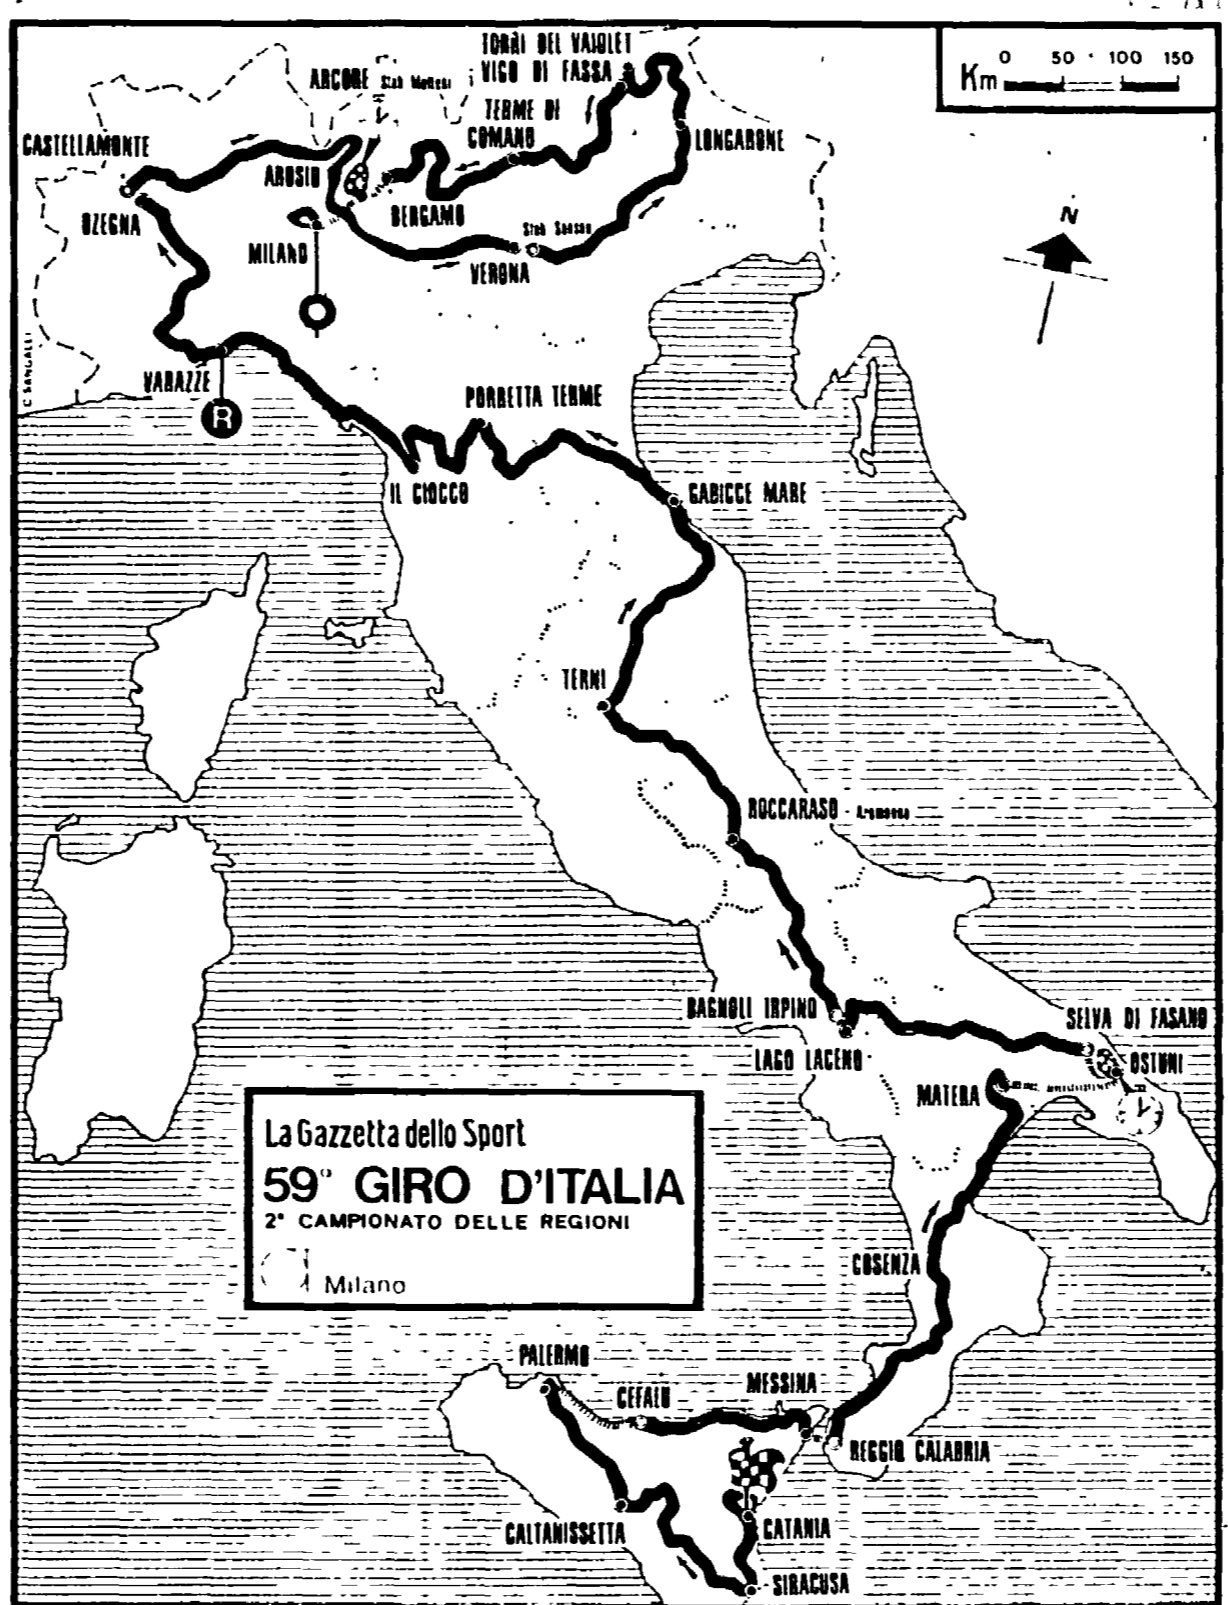 TORRI DEL VAJOLET
VIGO DI FASSA
ARCORE
TERME DI
COMANO
Km 0 50 100 150
CASTELLAMONTE
LONGARONE
AROSIO
OZEGNA
BERGAMO
N
MILANO
VERONA
C. SANGALLI
VARAZZE
R
PORRETTA TERME
IL CIOCCO
GABICCE MARE
TERNI
ROCCARASO -
BAGNOLI IRPINO
SELVA DI FASANO
LAGO LACENO
OSTUNI
MATERA
La Gazzetta dello Sport
59° GIRO D'ITALIA
2° CAMPIONATO DELLE REGIONI
Milano
COSENZA
PALERMO
CEFALU
MESSINA
REGGIO CALABRIA
CALTANISSETTA
CATANIA
SIRACUSA